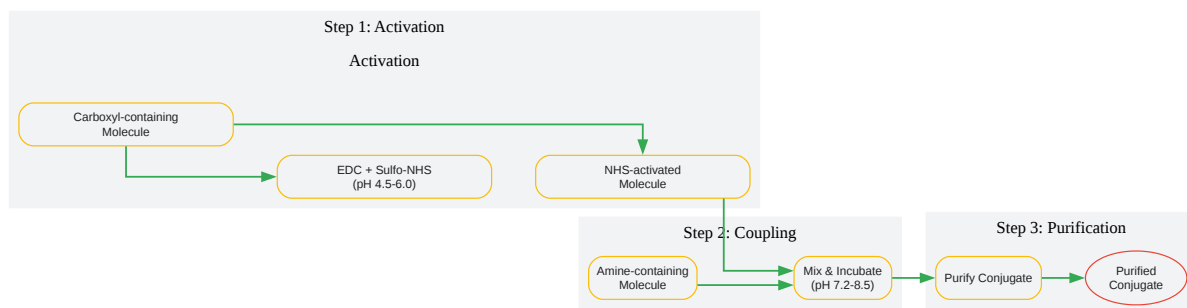 Step 1: Activation
Activation
Carboxyl-containing
Molecule
EDC + Sulfo-NHS
(pH 4.5-6.0)
NHS-activated
Molecule
Step 2: Coupling
Amine-containing
Molecule
Mix & Incubate
(pH 7.2-8.5)
Step 3: Purification
Purify Conjugate
Purified
Conjugate